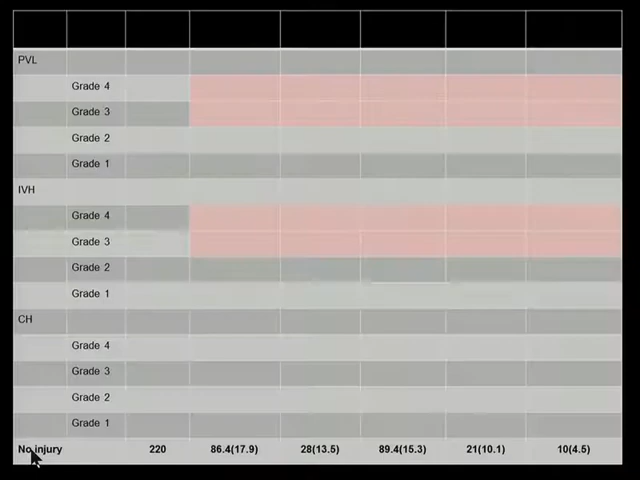 PVL
Grade 4
Grade 3
Grade 2
Grade 1
IVH
Grade 4
Grade 3
Grade 2
Grade 1
CH
Grade 4
Grade 3
Grade 2
Grade 1
No injury 220 86.4(17.9) 28(13.5) 89.4(15.3) 21(10.1) 10(4.5)